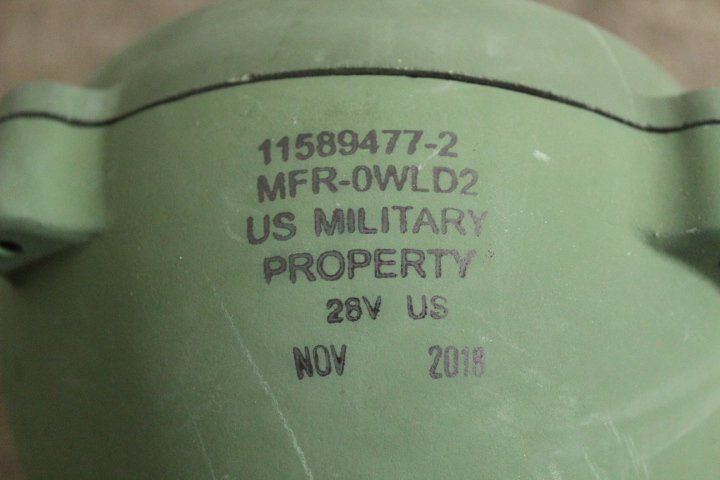 11589477-2
MFR-0WLD2
US MILITARY
PROPERTY
28V US
NOV 2018